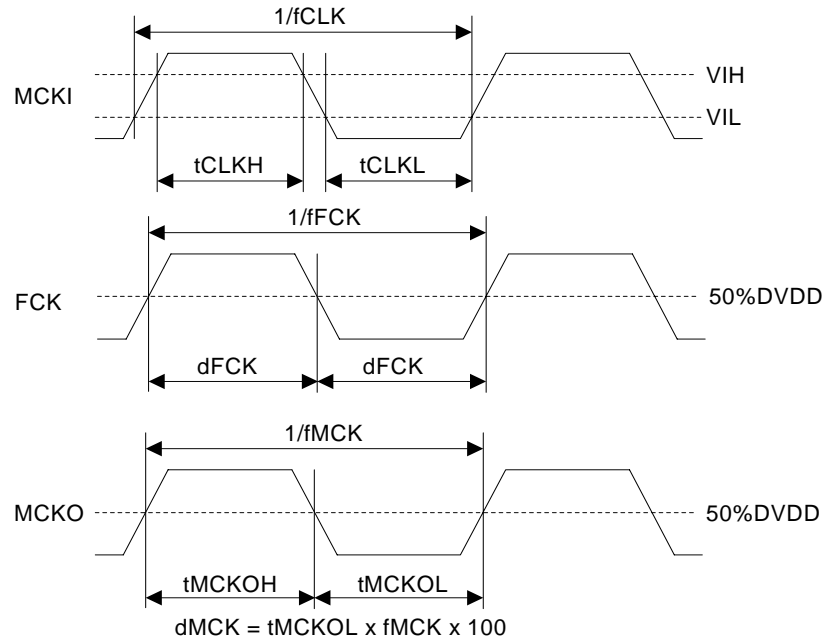 1/fCLK
MCKI
VIH
VIL
tCLKH
tCLKL
1/fFCK
FCK
50%DVDD
dFCK
dFCK
1/fMCK
MCKO
50%DVDD
tMCKOH
tMCKOL
dMCK = tMCKOL x fMCK x 100